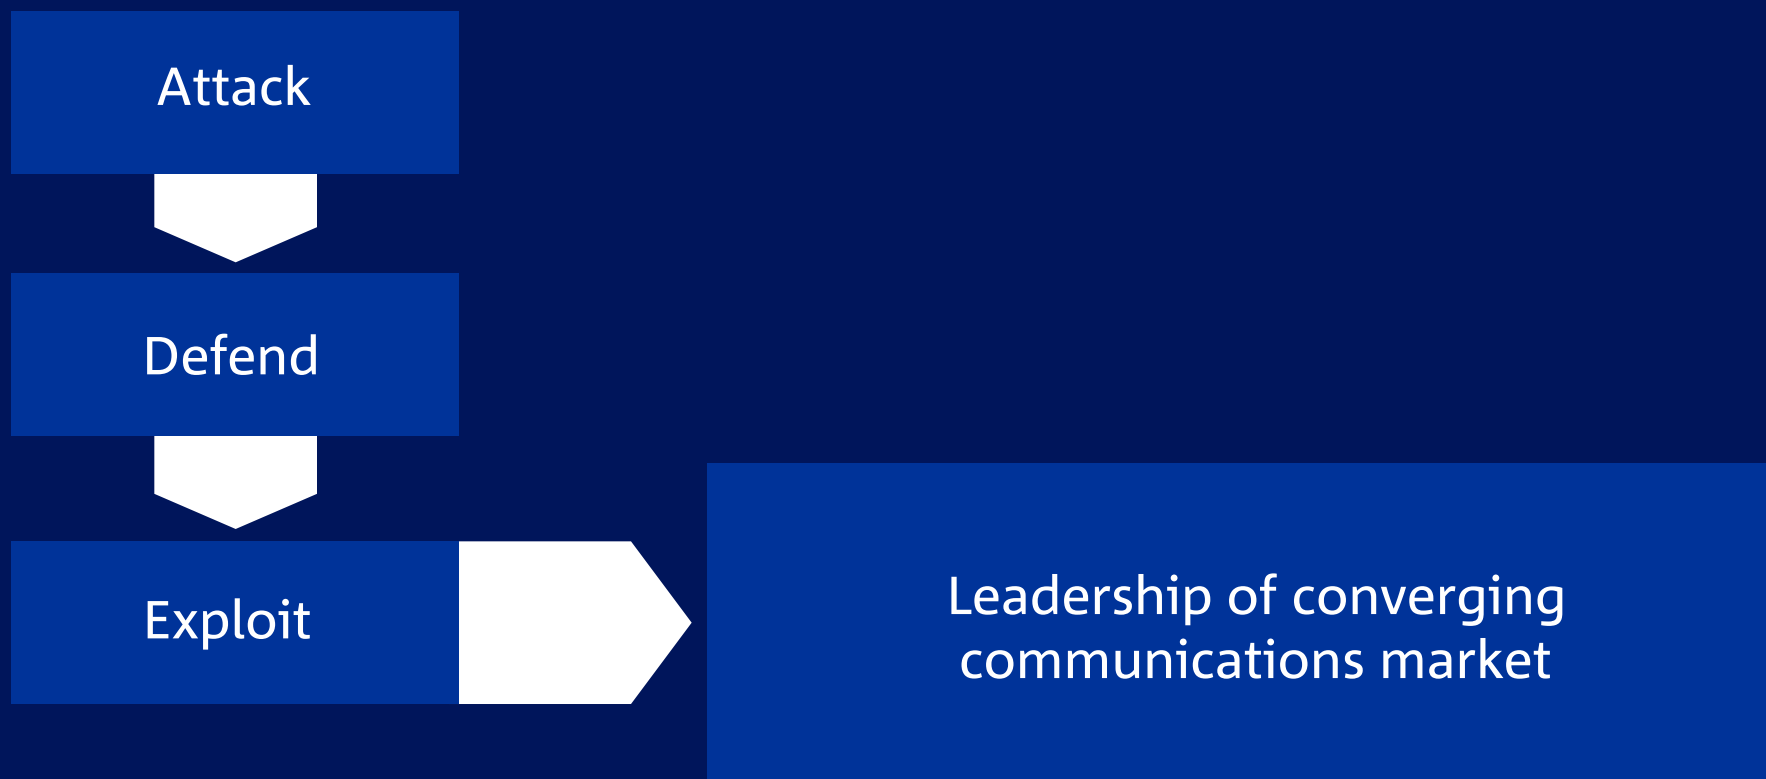 Attack
Defend
Exploit
Leadership of converging
communications market